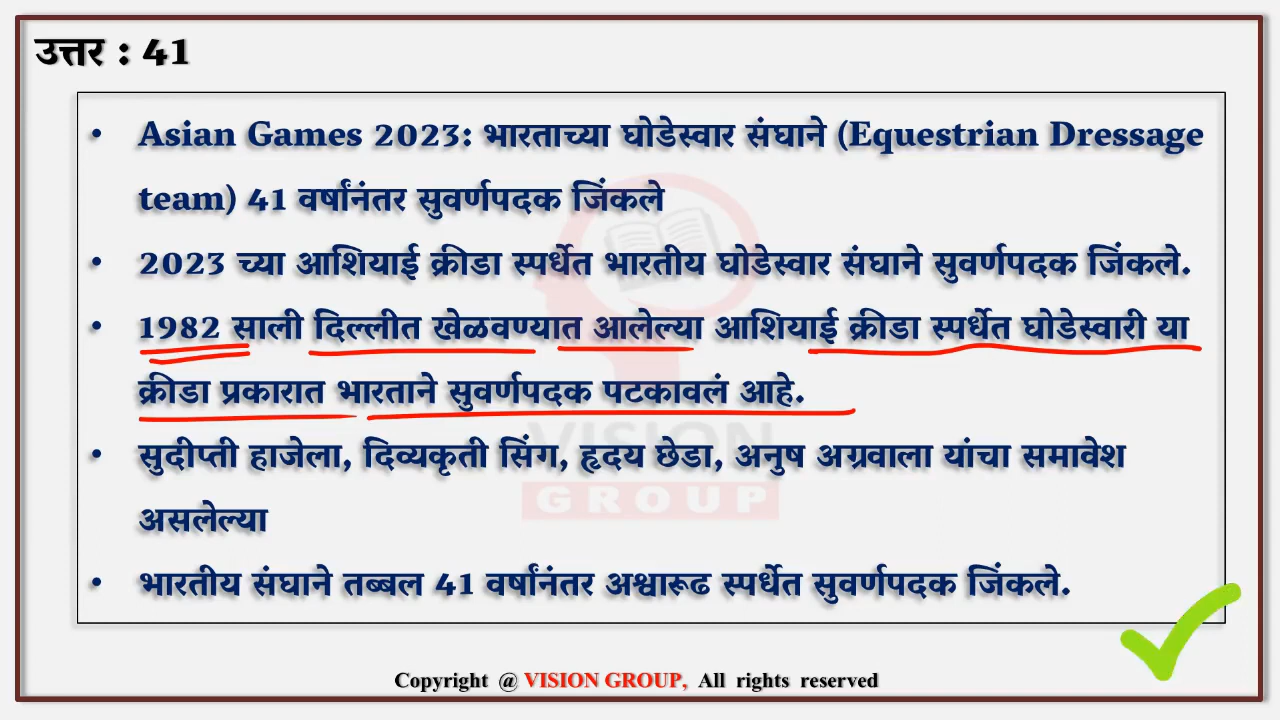 उत्तर : 41
• Asian Games 2023: भारताच्या घोडेस्वार संघाने (Equestrian Dressage
team) 41 वर्षांनंतर सुवर्णपदक जिंकले
• 2023 च्या आशियाई क्रीडा स्पर्धेत भारतीय घोडेस्वार संघाने सुवर्णपदक जिंकले.
• 1982 साली दिल्लीत खेळवण्यात आलेल्या आशियाई क्रीडा स्पर्धेत घोडेस्वारी या
क्रीडा प्रकारात भारताने सुवर्णपदक पटकावलं आहे.
• सुदीप्ती हाजेला, दिव्यकृती सिंग, हृदय छेडा, अनुष अग्रवाला यांचा समावेश
असलेल्या
• भारतीय संघाने तब्बल 41 वर्षांनंतर अश्वारूढ स्पर्धेत सुवर्णपदक जिंकले.
VISION
GROUP
Copyright @ VISION GROUP, All rights reserved